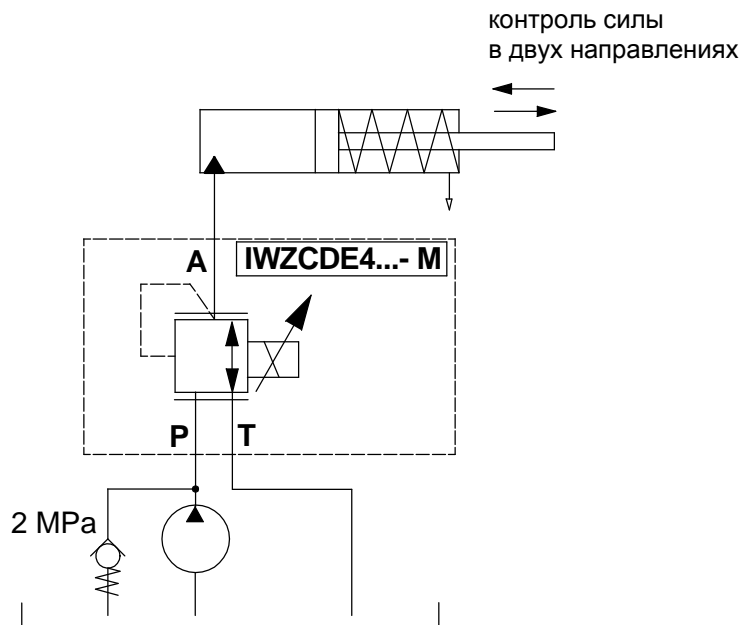 контроль силы
в двух направлениях
A
IWZCDE4...- M
P
T
2 MPa